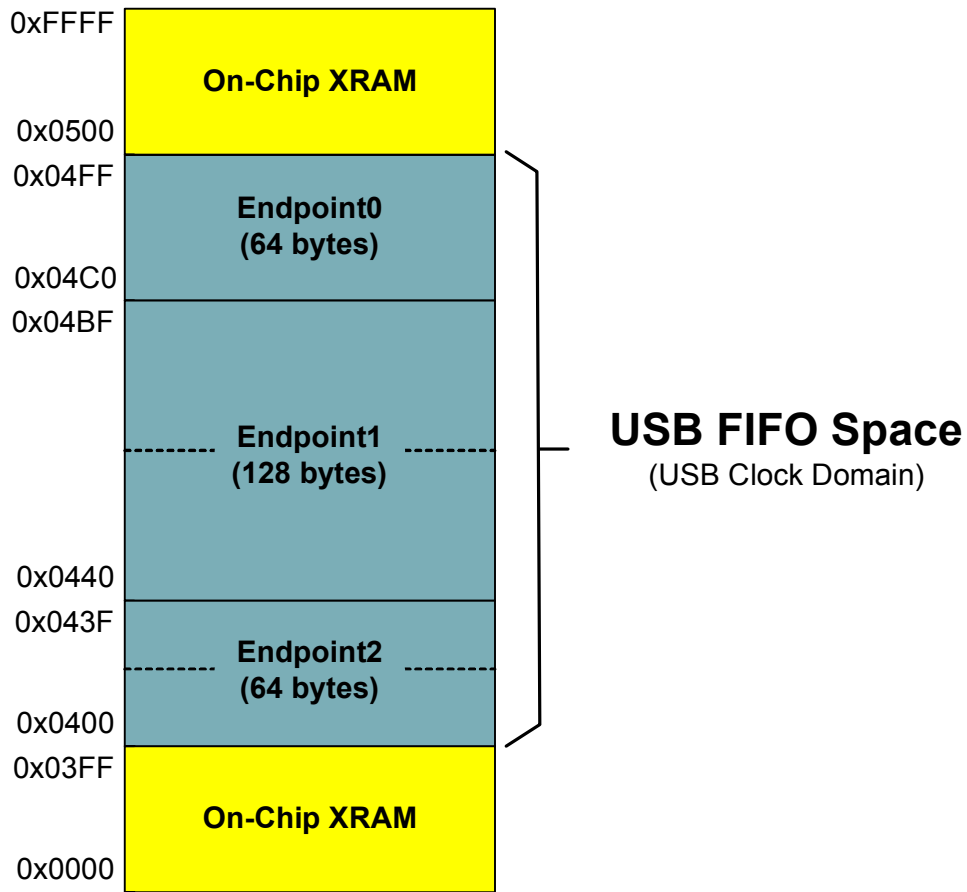 0xFFFF
On-Chip XRAM
0x0500
0x04FF
Endpoint0
(64 bytes)
0x04C0
0x04BF
Endpoint1
(128 bytes)
0x0440
0x043F
Endpoint2
(64 bytes)
0x0400
0x03FF
On-Chip XRAM
0x0000
USB FIFO Space
(USB Clock Domain)